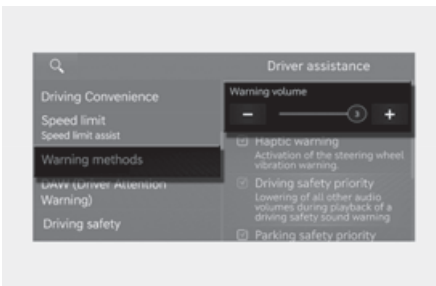 Driver assistance
Driving Convenience
Speed limit
Speed limit assist
Warning methods
DAW (Driver Attention
Warning)
Driving safety
Warning volume
3
Haptic warning
Activation of the steering wheel
vibration warning.
Driving safety priority
Lowering of all other audio
volumes during playback of a
driving safety sound warning
Parking safety priority